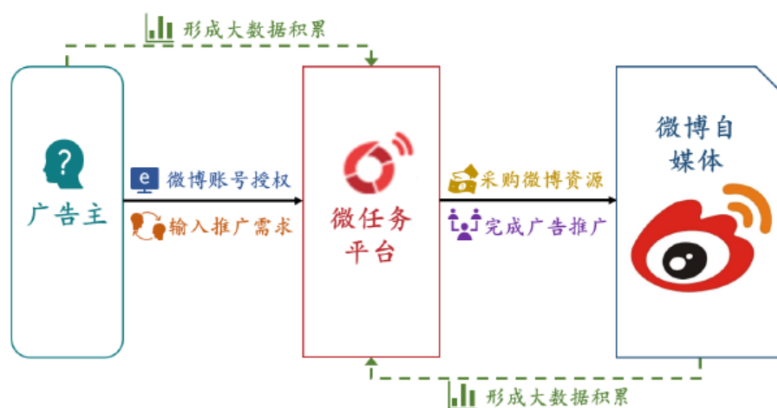 形成大数据积累
广告主
微博账号授权
输入推广需求
微任务
平台
采购微博资源
完成广告推广
微博自
媒体
形成大数据积累